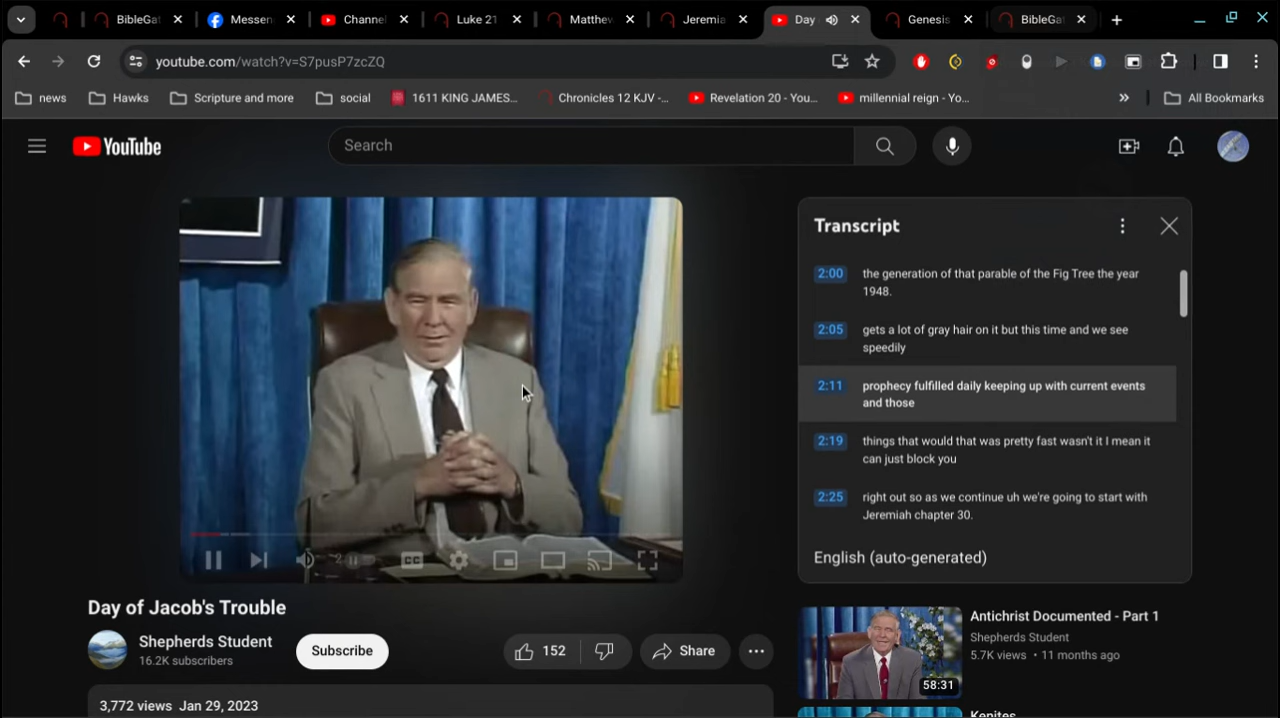 BibleGat
Messen
Channel
Luke 21
Matthew
Jeremia
Day
Genesis
BibleGat
youtube.com/watch?v=S7pusP7zcZQ
news
Hawks
Scripture and more
social
1611 KING JAMES...
Chronicles 12 KJV -...
Revelation 20 - You...
millennial reign - Yo...
All Bookmarks
YouTube
Search
Transcript
2:00 the generation of that parable of the Fig Tree the year
1948.
2:05 gets a lot of gray hair on it but this time and we see
speedily
2:11 prophecy fulfilled daily keeping up with current events
and those
2:19 things that would that was pretty fast wasn't it I mean it
can just block you
2:25 right out so as we continue uh we're going to start with
Jeremiah chapter 30.
English (auto-generated)
CC
Day of Jacob's Trouble
Shepherds Student
16.2K subscribers
Subscribe
152
Share
3,772 views Jan 29, 2023
Antichrist Documented - Part 1
Shepherds Student
5.7K views • 11 months ago
58:31
Kenites